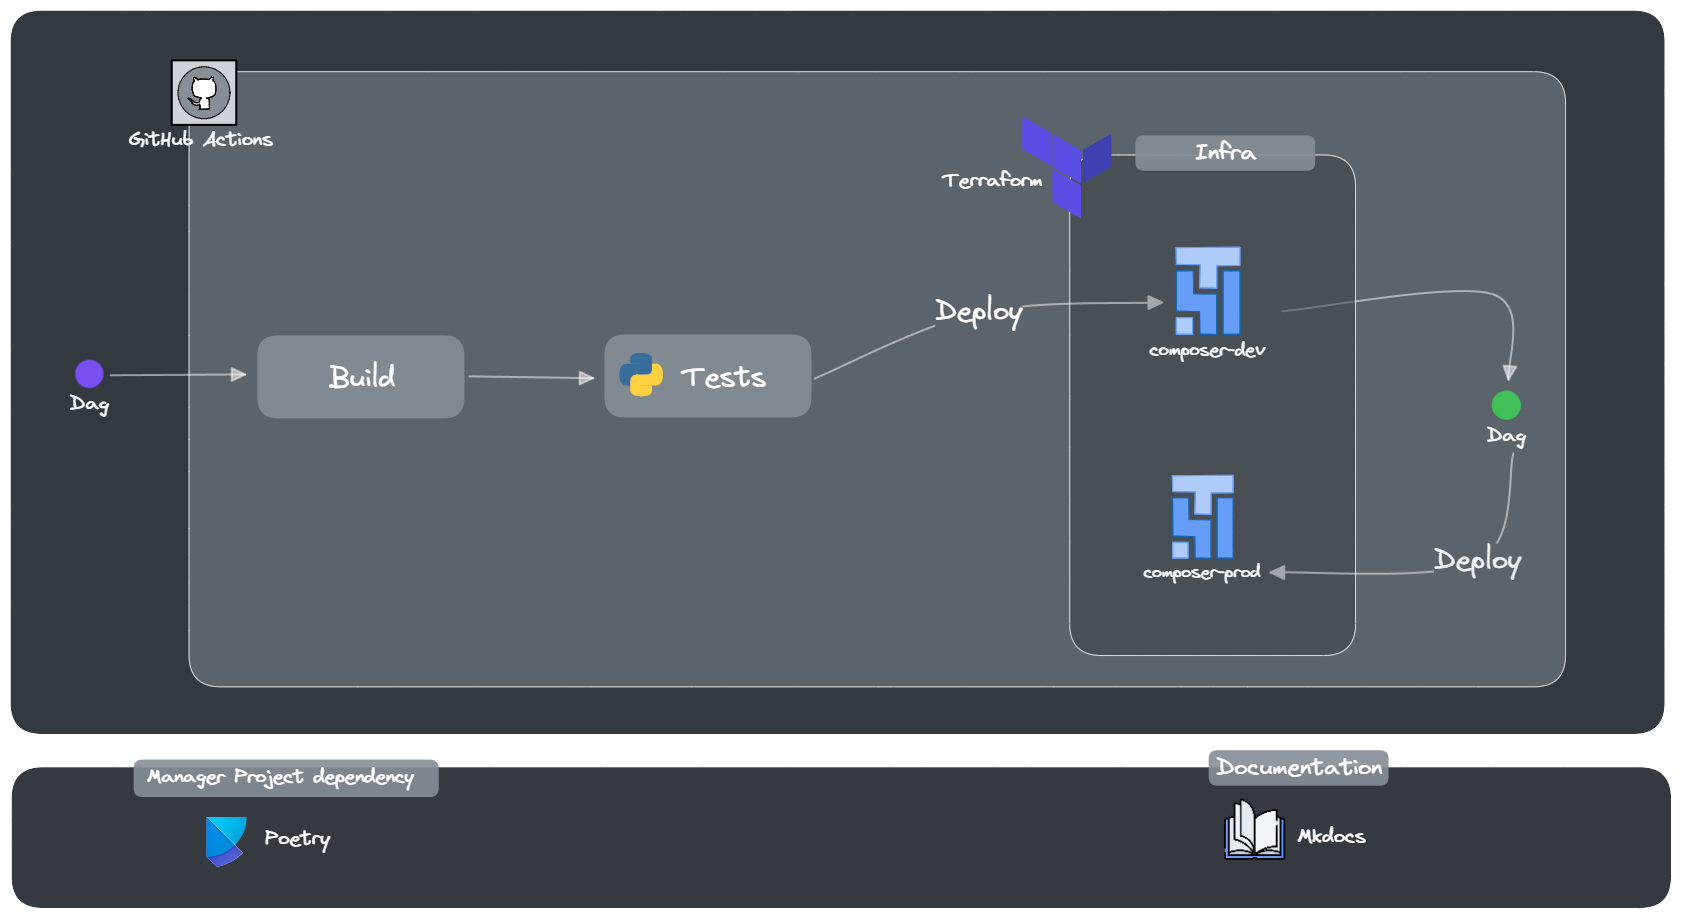 GitHub Actions
Terraform
Infra
Deploy
composer-dev
Build
Tests
Dag
Dag
composer-prod
Deploy
Manager Project dependency
Poetry
Documentation
Mkdocs